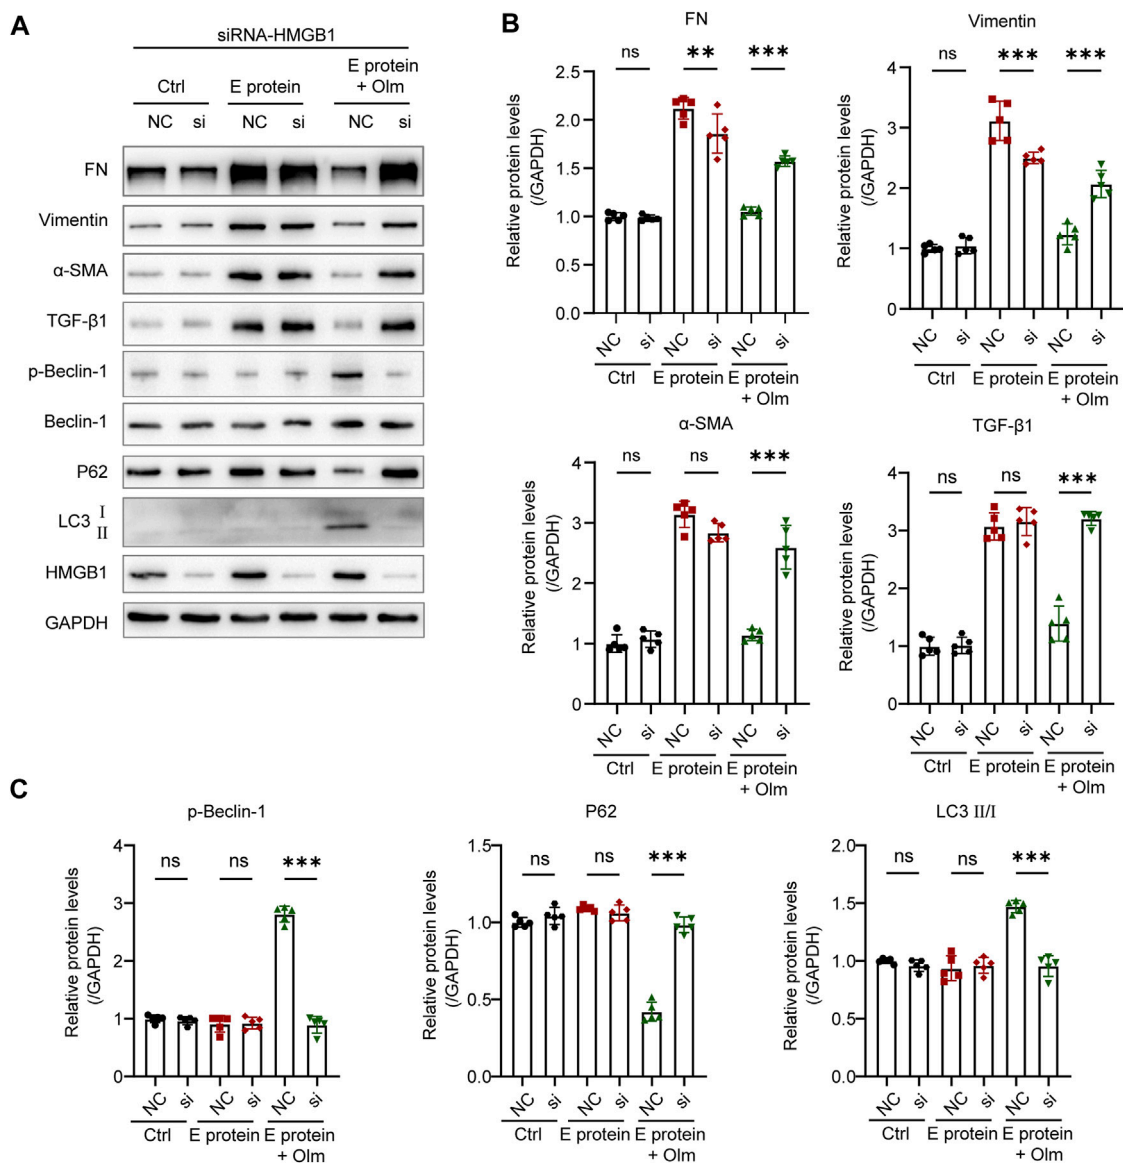 A
siRNA-HMGB1
Ctrl
E protein
E protein
+ Olm
NC
si
NC
si
NC
si
FN
Vimentin
α-SMA
TGF-β1
p-Beclin-1
Beclin-1
P62
LC3 I
II
HMGB1
GAPDH
B
FN
Relative protein levels
(/GAPDH)
2.5
2.0
1.5
1.0
0.5
0.0
ns
**
***
NC
si
NC
si
NC
si
Ctrl
E protein
E protein
+ Olm
Vimentin
Relative protein levels
(/GAPDH)
4
3
2
1
0
ns
***
***
NC
si
NC
si
NC
si
Ctrl
E protein
E protein
+ Olm
α-SMA
Relative protein levels
(/GAPDH)
4
3
2
1
0
ns
ns
***
NC
si
NC
si
NC
si
Ctrl
E protein
E protein
+ Olm
TGF-β1
Relative protein levels
(/GAPDH)
4
3
2
1
0
ns
ns
***
NC
si
NC
si
NC
si
Ctrl
E protein
E protein
+ Olm
C
p-Beclin-1
Relative protein levels
(/GAPDH)
4
3
2
1
0
ns
ns
***
NC
si
NC
si
NC
si
Ctrl
E protein
E protein
+ Olm
P62
Relative protein levels
(/GAPDH)
1.5
1.0
0.5
0.0
ns
ns
***
NC
si
NC
si
NC
si
Ctrl
E protein
E protein
+ Olm
LC3 II/I
Relative protein levels
(/GAPDH)
2.0
1.5
1.0
0.5
0.0
ns
ns
***
NC
si
NC
si
NC
si
Ctrl
E protein
E protein
+ Olm